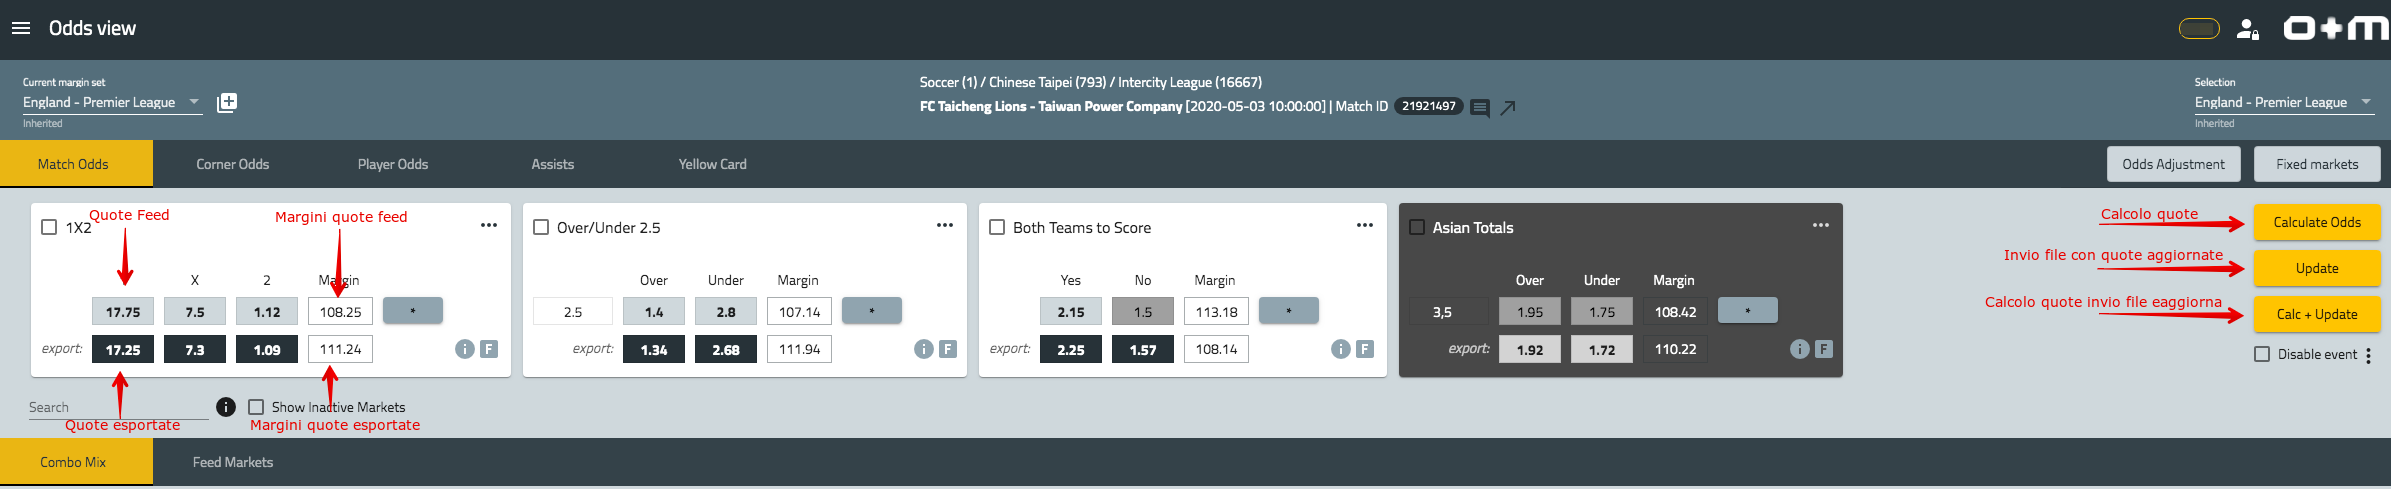 Odds view
O+M
Current margin set
England - Premier League
Inherited
Soccer (1) / Chinese Taipei (793) / Intercity League (16667)
FC Taicheng Lions - Taiwan Power Company [2020-05-03 10:00:00] | Match ID 21921497
Selection
England - Premier League
Inherited
Match Odds Corner Odds Player Odds Assists Yellow Card Odds Adjustment Fixed markets
Quote Feed Margini quote feed
1X2 ...
X 2 Margin
17.75 7.5 1.12 108.25 *
export: 17.25 7.3 1.09 111.24 i F
Over/Under 2.5 ...
Over Under Margin
2.5 1.4 2.8 107.14 *
export: 1.34 2.68 111.94 i F
Both Teams to Score ...
Yes No Margin
2.15 1.5 113.18 *
export: 2.25 1.57 108.14 i F
Asian Totals ...
Over Under Margin
3,5 1.95 1.75 108.42 *
export: 1.92 1.72 110.22 i F
Calcolo quote Calculate Odds
Invio file con quote aggiornate Update
Calcolo quote invio file eaggiorna Calc + Update
Disable event
Search i Show Inactive Markets
Quote esportate Margini quote esportate
Combo Mix Feed Markets